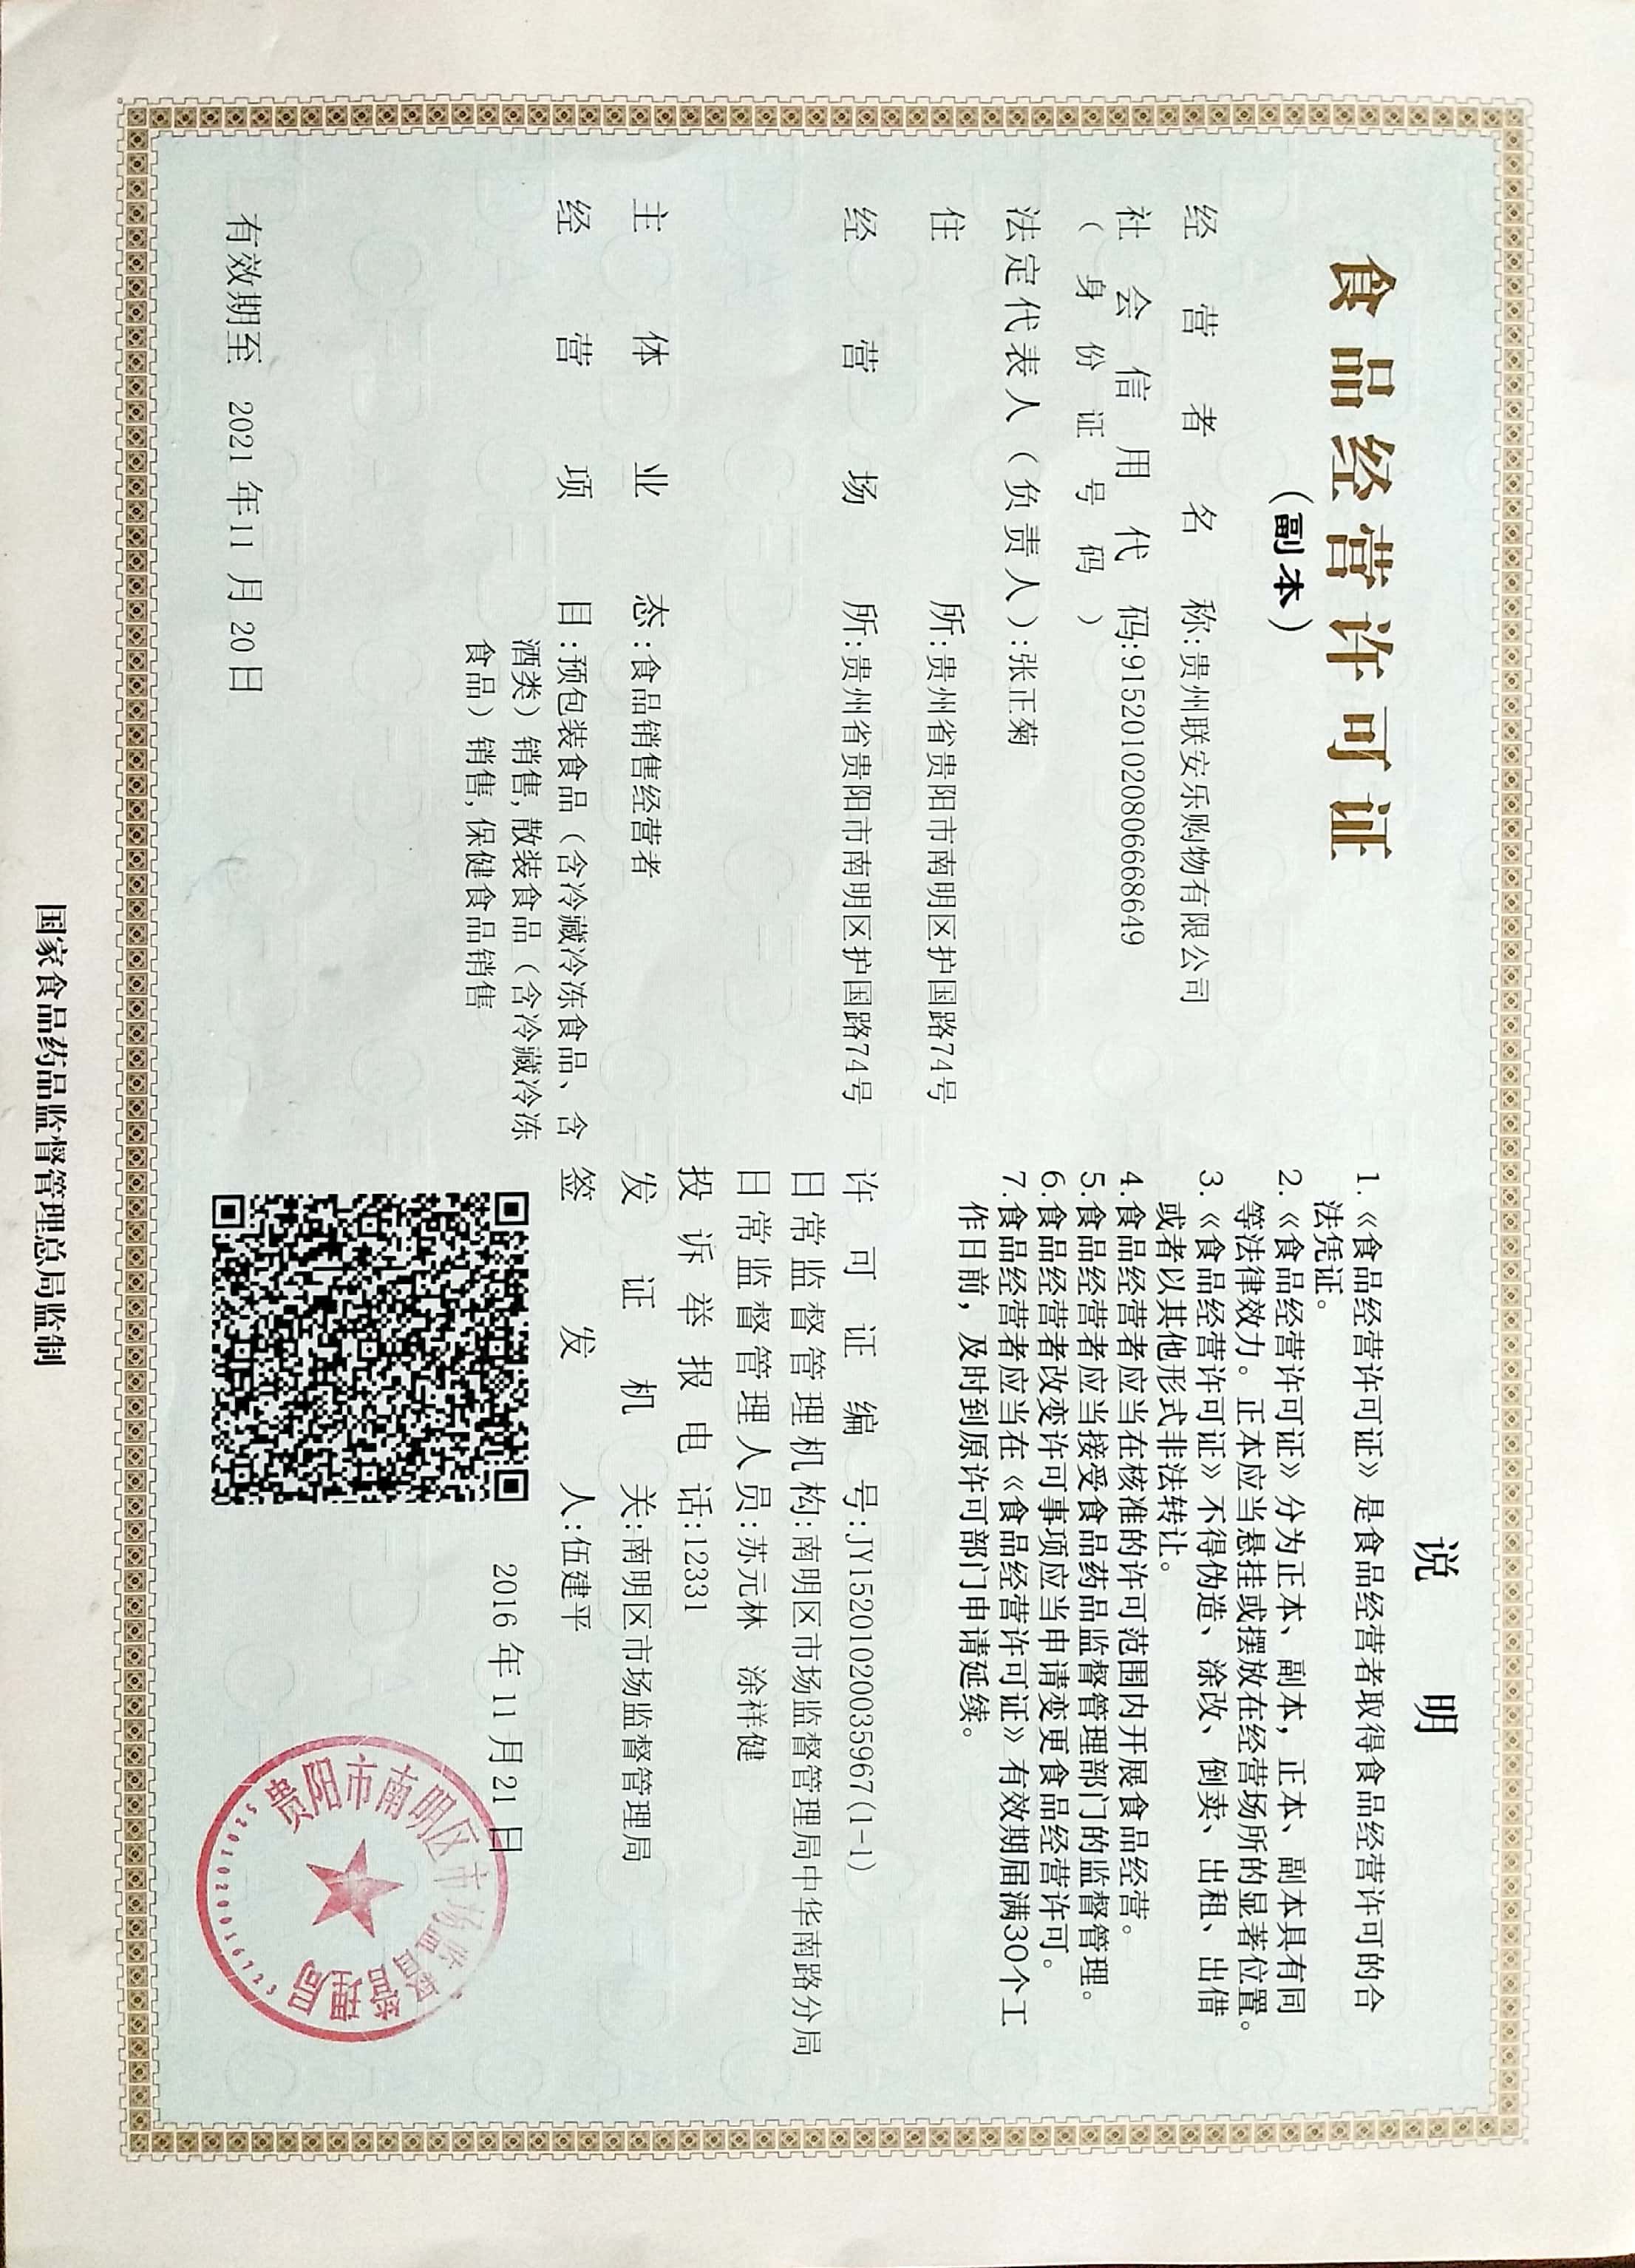 食品经营许可证
（副本）
经营者名称:贵州联安乐购物有限公司
社会信用代码:915201020806668649
（身份证号码）
法定代表人（负责人）:张正菊
住所:贵州省贵阳市南明区护国路74号
经营场所:贵州省贵阳市南明区护国路74号
主体业态:食品销售经营者
经营项目:预包装食品（含冷藏冷冻食品、含
酒类）销售,散装食品（含冷藏冷冻
食品）销售,保健食品销售
有效期至 2021年11月20日
说明
1.《食品经营许可证》是食品经营者取得食品经营许可的合
法凭证。
2.《食品经营许可证》分为正本、副本，正本、副本具有同
等法律效力。正本应当悬挂或摆放在经营场所的显著位置。
3.《食品经营许可证》不得伪造、涂改、倒卖、出租、出借
或者以其他形式非法转让。
4.食品经营者应当在核准的许可范围内开展食品经营。
5.食品经营者应当接受食品药品监督管理部门的监督管理。
6.食品经营者改变许可事项应当申请变更食品经营许可。
7.食品经营者应当在《食品经营许可证》有效期届满30个工
作日前，及时到原许可部门申请延续。
许可证编号:JY15201020035967(1-1)
日常监督管理机构:南明区市场监督管理局中华南路分局
日常监督管理人员:苏元林 涂祥健
投诉举报电话:12331
发证机关:南明区市场监督管理局
签发人:伍建平
2016年11月21日
贵阳市南明区市场监督管理局
国家食品药品监督管理总局监制